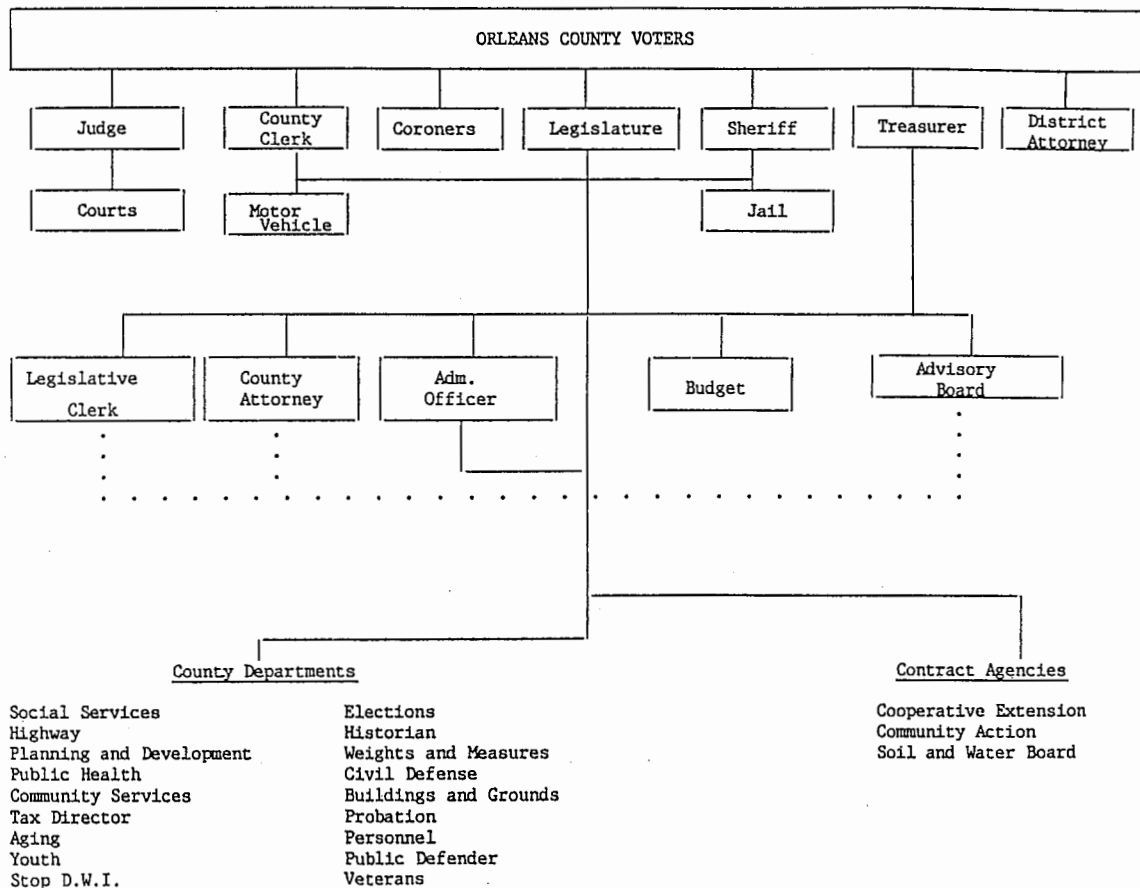 ORLEANS COUNTY VOTERS
Judge
County
Clerk
Coroners
Legislature
Sheriff
Treasurer
District
Attorney
Courts
Motor
Vehicle
Jail
Legislative
Clerk
County
Attorney
Adm.
Officer
Budget
Advisory
Board
County Departments
Social Services
Highway
Planning and Development
Public Health
Community Services
Tax Director
Aging
Youth
Stop D.W.I.
Elections
Historian
Weights and Measures
Civil Defense
Buildings and Grounds
Probation
Personnel
Public Defender
Veterans
Contract Agencies
Cooperative Extension
Community Action
Soil and Water Board